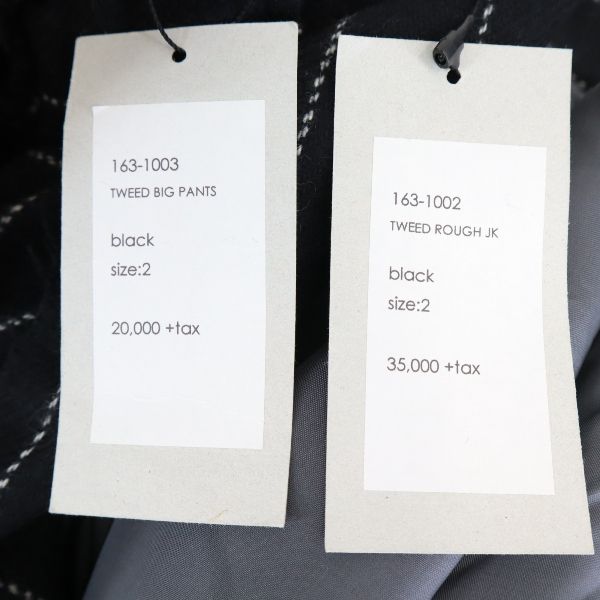 163-1003
TWEED BIG PANTS
black
size:2
20,000 +tax
163-1002
TWEED ROUGH JK
black
size:2
35,000 +tax